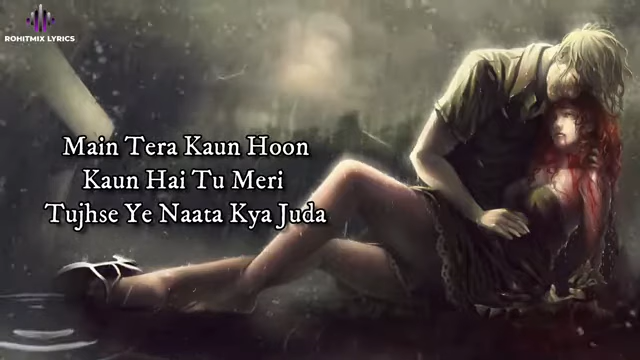 ROHITMIX LYRICS
Main Tera Kaun Hoon
Kaun Hai Tu Meri
Tujhse Ye Naata Kya Juda